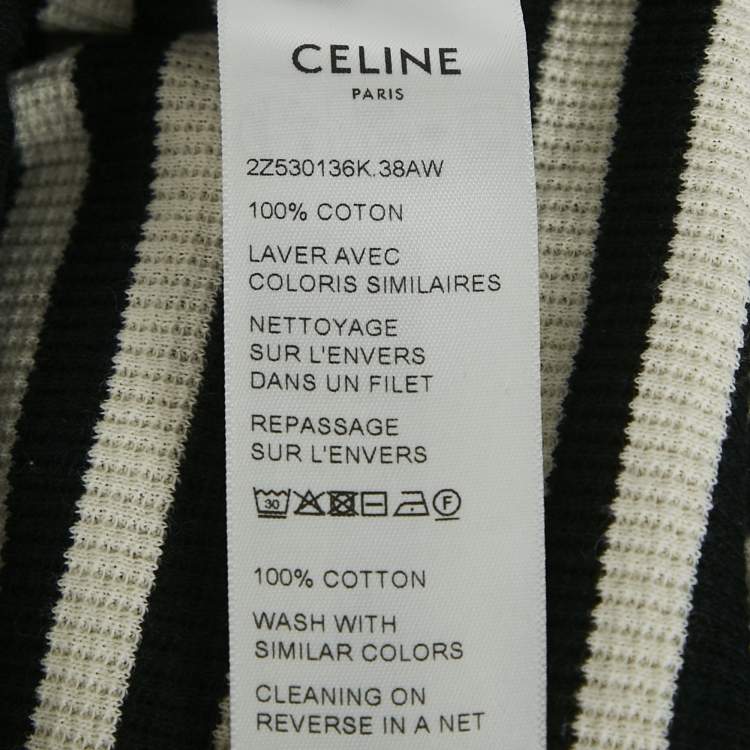 CELINE
PARIS
2Z530136K.38AW
100% COTON
LAVER AVEC
COLORIS SIMILAIRES
NETTOYAGE
SUR L'ENVERS
DANS UN FILET
REPASSAGE
SUR L'ENVERS
30 F
100% COTTON
WASH WITH
SIMILAR COLORS
CLEANING ON
REVERSE IN A NET